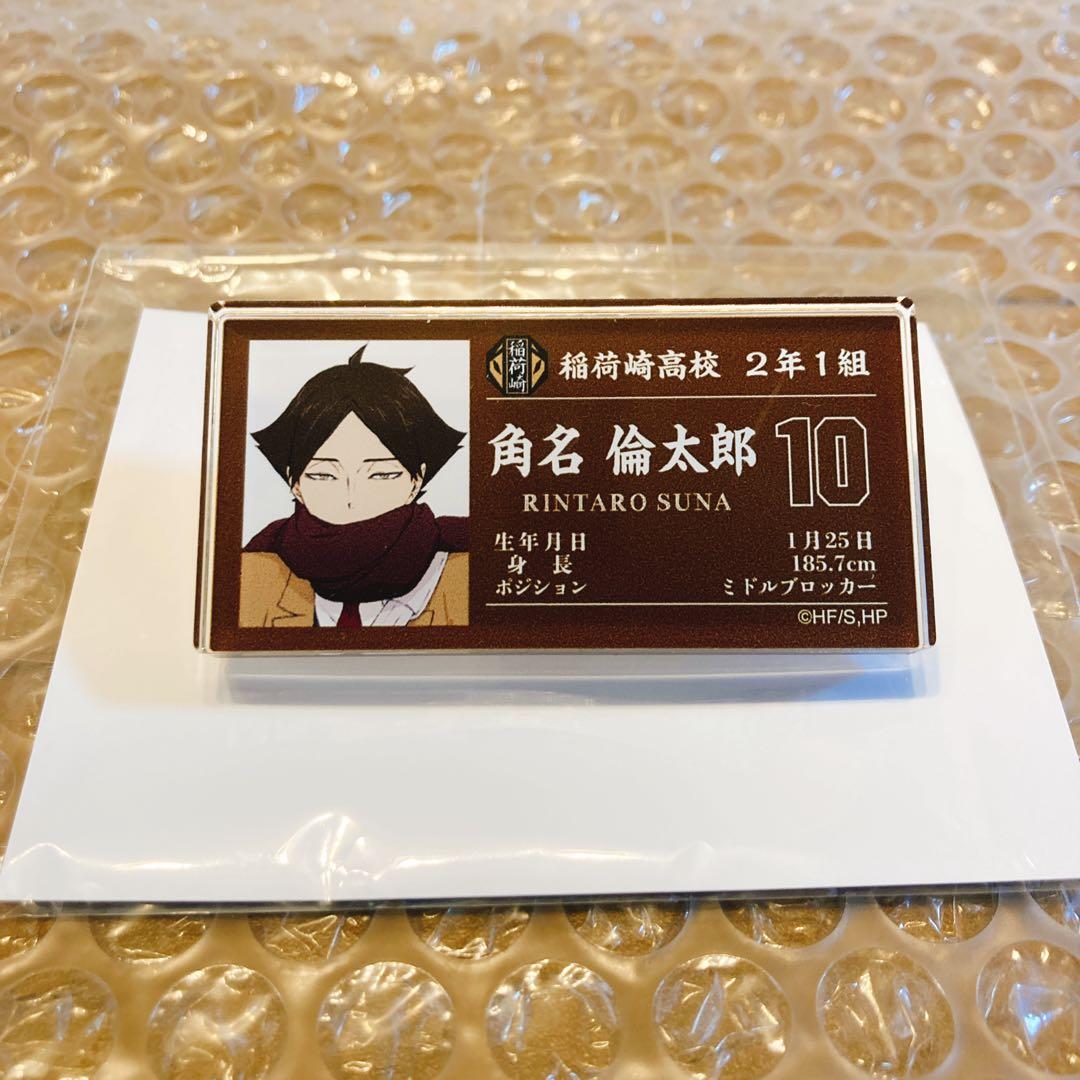 稲荷崎
稲荷崎高校 2年1組
角名 倫太郎 10
RINTARO SUNA
生年月日 1月25日
身長 185.7cm
ポジション ミドルブロッカー
©HF/S,HP